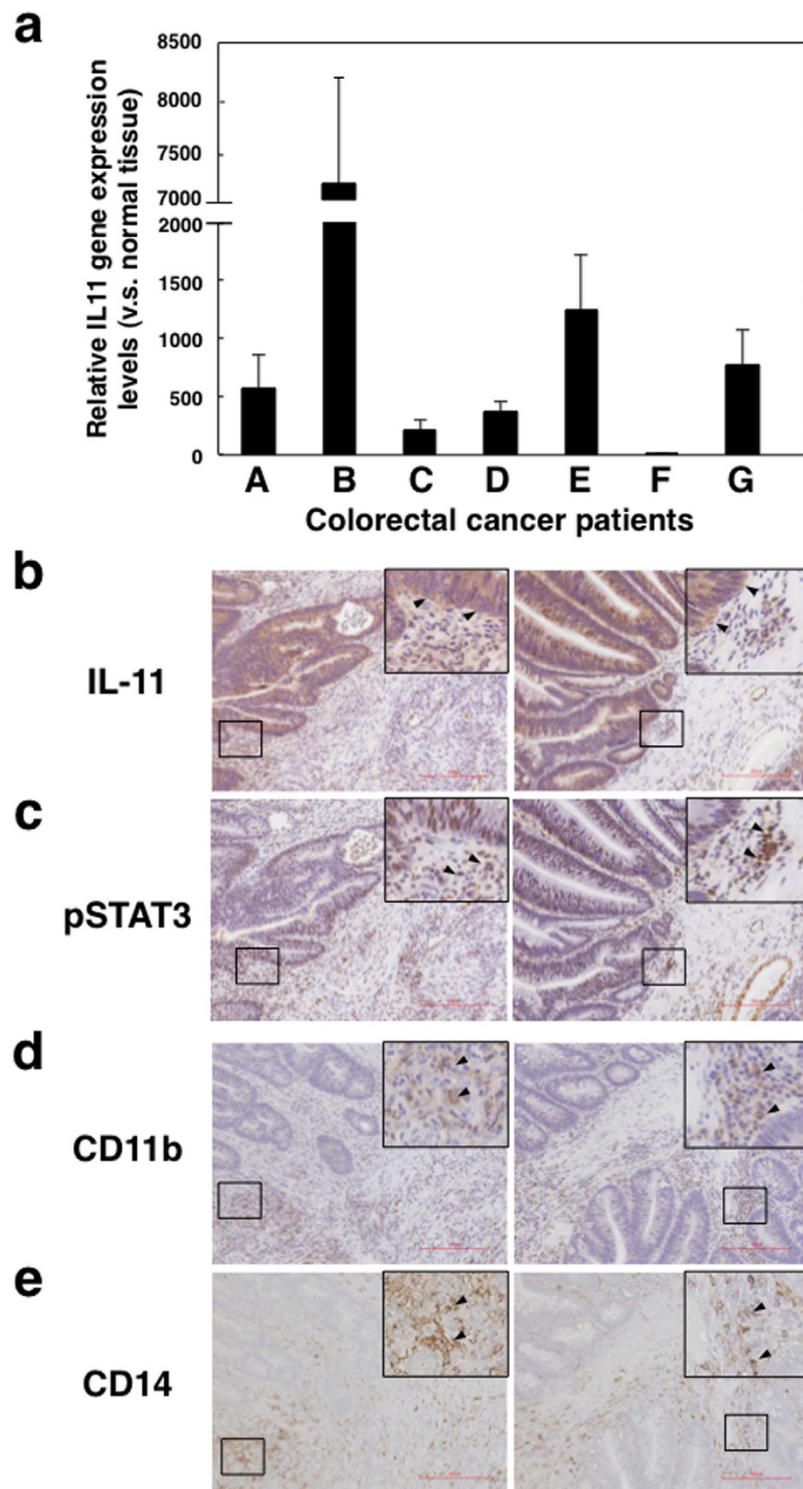 a
Relative IL11 gene expression
levels (v.s. normal tissue)
8500
8000
7500
7000
2000
1500
1000
500
0
A B C D E F G
Colorectal cancer patients
b
IL-11
c
pSTAT3
d
CD11b
e
CD14